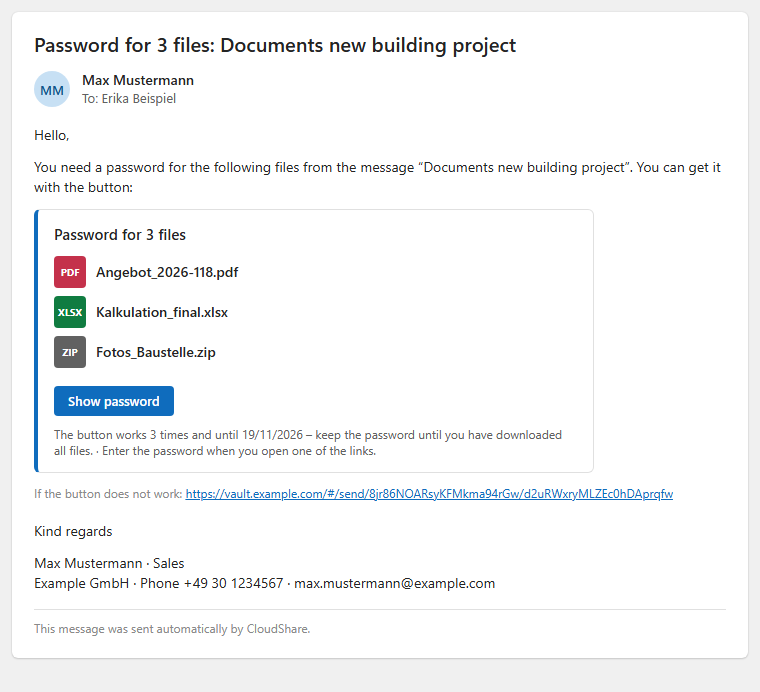 Password for 3 files: Documents new building project
MM
Max Mustermann
To: Erika Beispiel
Hello,
You need a password for the following files from the message “Documents new building project”. You can get it
with the button:
Password for 3 files
PDF
Angebot_2026-118.pdf
XLSX
Kalkulation_final.xlsx
ZIP
Fotos_Baustelle.zip
Show password
The button works 3 times and until 19/11/2026 – keep the password until you have downloaded
all files. · Enter the password when you open one of the links.
If the button does not work: https://vault.example.com/#/send/8jr86NOARsyKFMkma94rGw/d2uRWxryMLZEc0hDAprqfw
Kind regards
Max Mustermann · Sales
Example GmbH · Phone +49 30 1234567 · max.mustermann@example.com
This message was sent automatically by CloudShare.